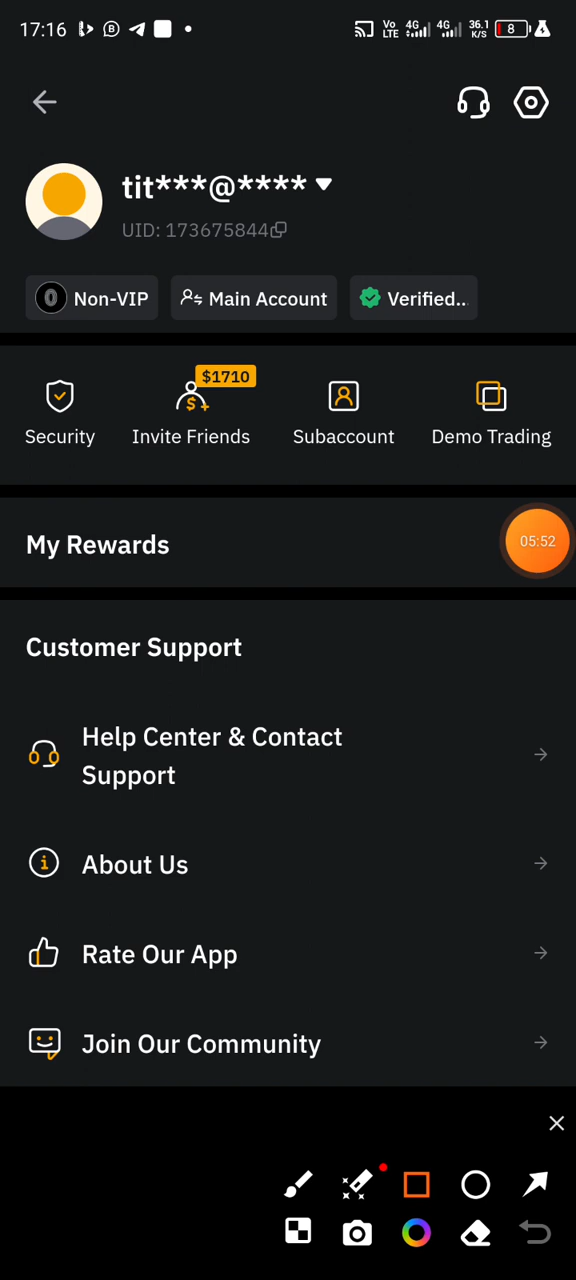 17:16
Vo LTE 4G 4G 36.1 K/S 8
tit***@****
UID: 173675844
Non-VIP
Main Account
Verified...
$1710
Security
Invite Friends
Subaccount
Demo Trading
My Rewards
05:52
Customer Support
Help Center & Contact
Support
About Us
Rate Our App
Join Our Community